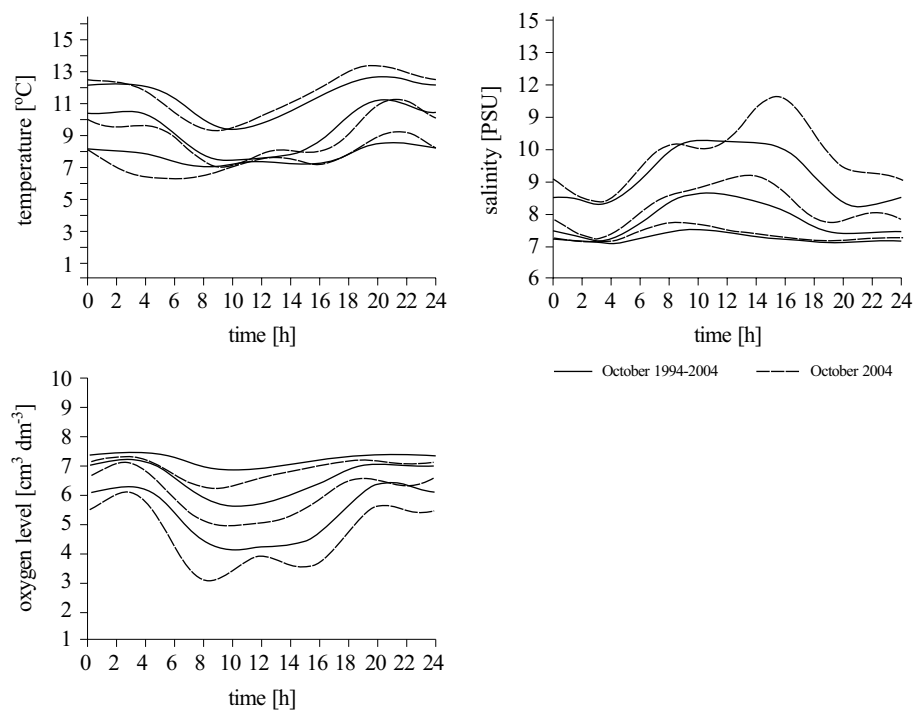 temperature [°C]
15
13
11
9
7
5
3
1
0 2 4 6 8 10 12 14 16 18 20 22 24
time [h]
salinity [PSU]
15
12
9
10
9
8
7
6
0 2 4 6 8 10 12 14 16 18 20 22 24
time [h]
October 1994-2004 October 2004
oxygen level [cm³ dm⁻³]
10
9
8
7
6
5
4
3
2
1
0 2 4 6 8 10 12 14 16 18 20 22 24
time [h]